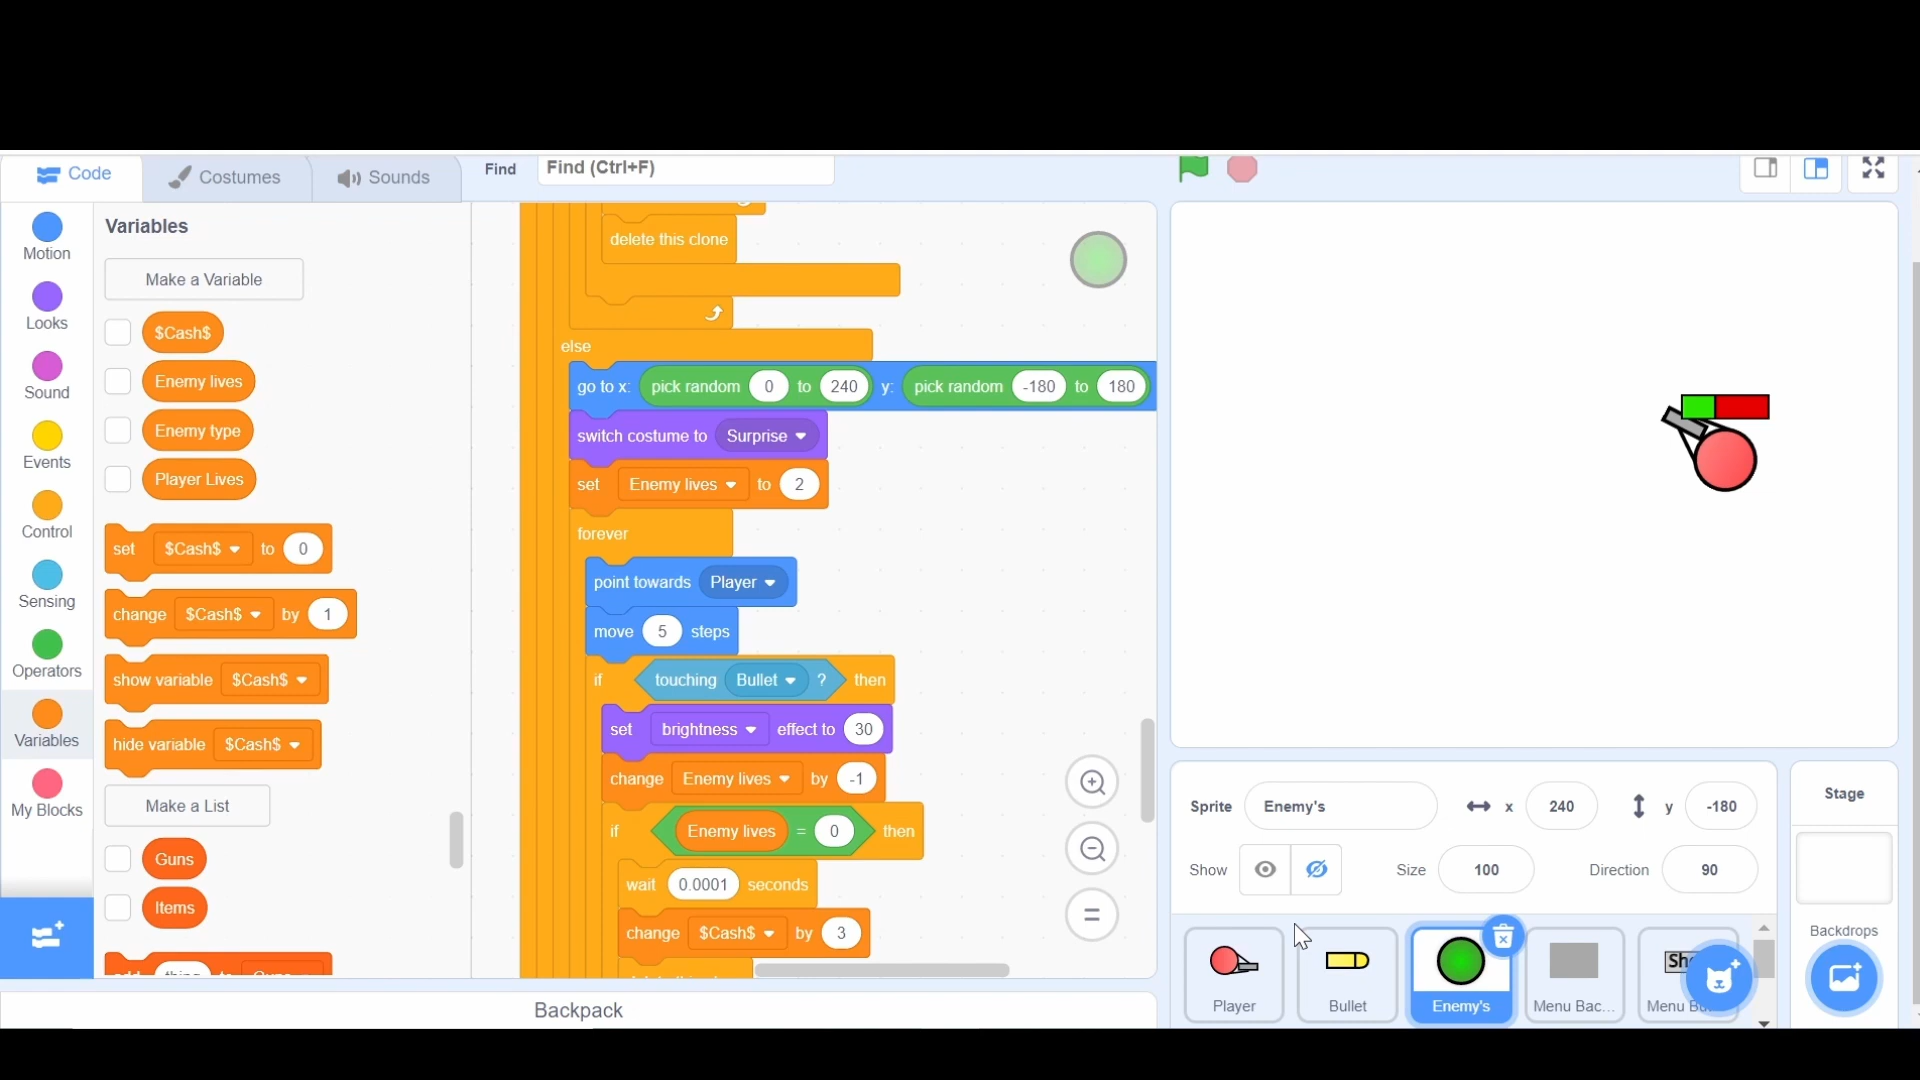 Code
Costumes
Sounds
Find
Find (Ctrl+F)
Motion
Looks
Sound
Events
Control
Sensing
Operators
Variables
My Blocks
Variables
Make a Variable
$Cash$
Enemy lives
Enemy type
Player Lives
set $Cash$ to 0
change $Cash$ by 1
show variable $Cash$
hide variable $Cash$
Make a List
Guns
Items
delete this clone
else
go to x: pick random 0 to 240 y: pick random -180 to 180
switch costume to Surprise
set Enemy lives to 2
forever
point towards Player
move 5 steps
if touching Bullet ? then
set brightness effect to 30
change Enemy lives by -1
if Enemy lives = 0 then
wait 0.0001 seconds
change $Cash$ by 3
Backpack
Sprite Enemy's x 240 y -180
Show Size 100 Direction 90
Player
Bullet
Enemy's
Menu Bac...
Sh
Menu B
Stage
Backdrops